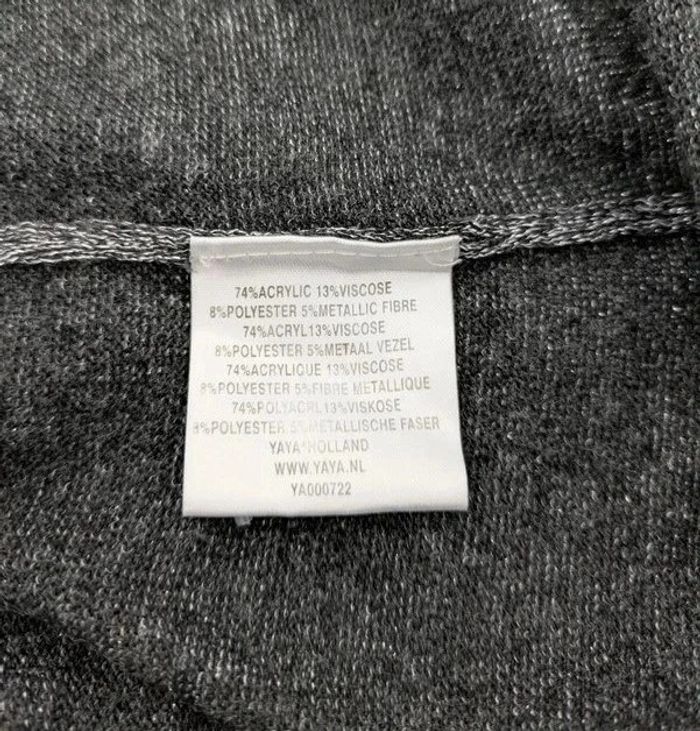 74%ACRYLIC 13%VISCOSE
8%POLYESTER 5%METALLIC FIBRE
74%ACRYL13%VISCOSE
8%POLYESTER 5%METAAL VEZEL
74%ACRYLIQUE 13%VISCOSE
8%POLYESTER 5%FIBRE METALLIQUE
74%POLYACRL13%VISKOSE
8%POLYESTER 5%METALLISCHE FASER
YAYA*HOLLAND
WWW.YAYA.NL
YA000722